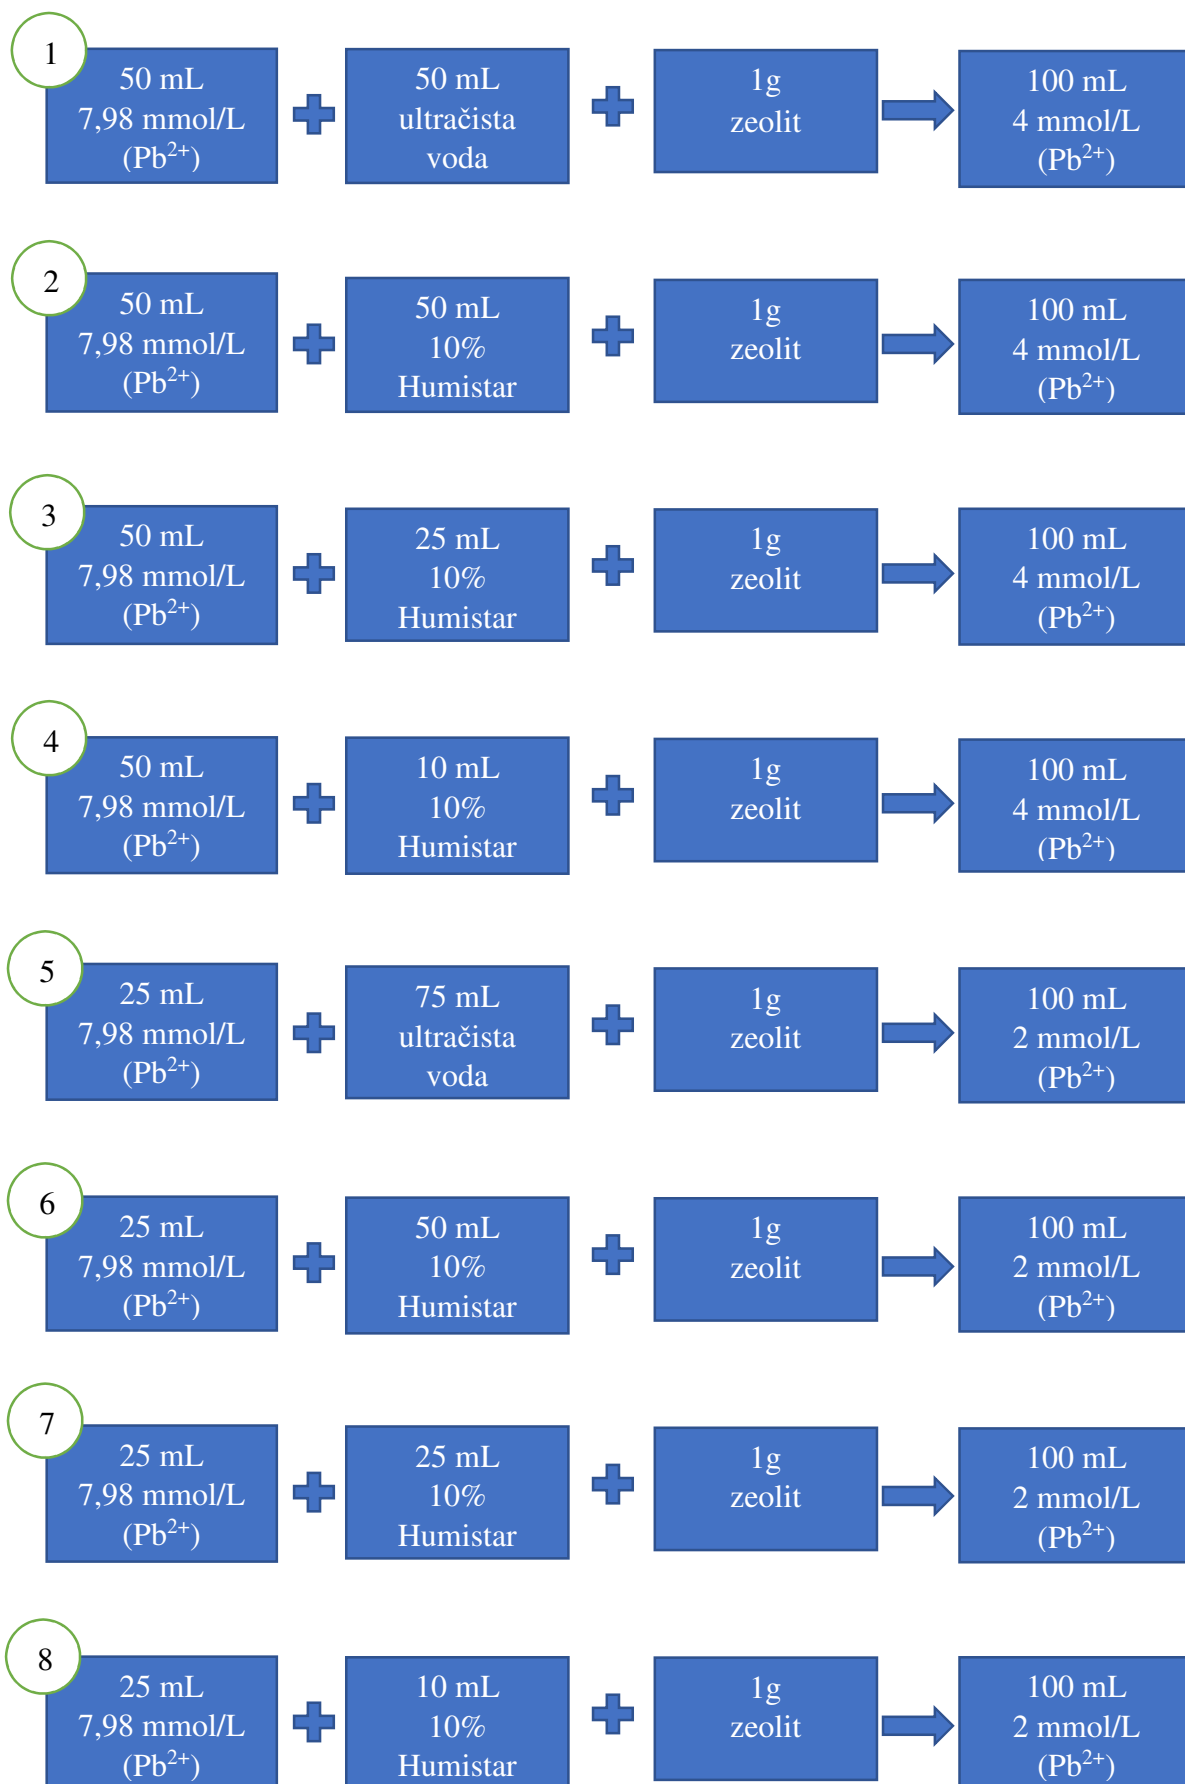 1
50 mL
7,98 mmol/L
(Pb²⁺)
50 mL
ultračista
voda
1g
zeolit
100 mL
4 mmol/L
(Pb²⁺)
2
50 mL
7,98 mmol/L
(Pb²⁺)
50 mL
10%
Humistar
1g
zeolit
100 mL
4 mmol/L
(Pb²⁺)
3
50 mL
7,98 mmol/L
(Pb²⁺)
25 mL
10%
Humistar
1g
zeolit
100 mL
4 mmol/L
(Pb²⁺)
4
50 mL
7,98 mmol/L
(Pb²⁺)
10 mL
10%
Humistar
1g
zeolit
100 mL
4 mmol/L
(Pb²⁺)
5
25 mL
7,98 mmol/L
(Pb²⁺)
75 mL
ultračista
voda
1g
zeolit
100 mL
2 mmol/L
(Pb²⁺)
6
25 mL
7,98 mmol/L
(Pb²⁺)
50 mL
10%
Humistar
1g
zeolit
100 mL
2 mmol/L
(Pb²⁺)
7
25 mL
7,98 mmol/L
(Pb²⁺)
25 mL
10%
Humistar
1g
zeolit
100 mL
2 mmol/L
(Pb²⁺)
8
25 mL
7,98 mmol/L
(Pb²⁺)
10 mL
10%
Humistar
1g
zeolit
100 mL
2 mmol/L
(Pb²⁺)